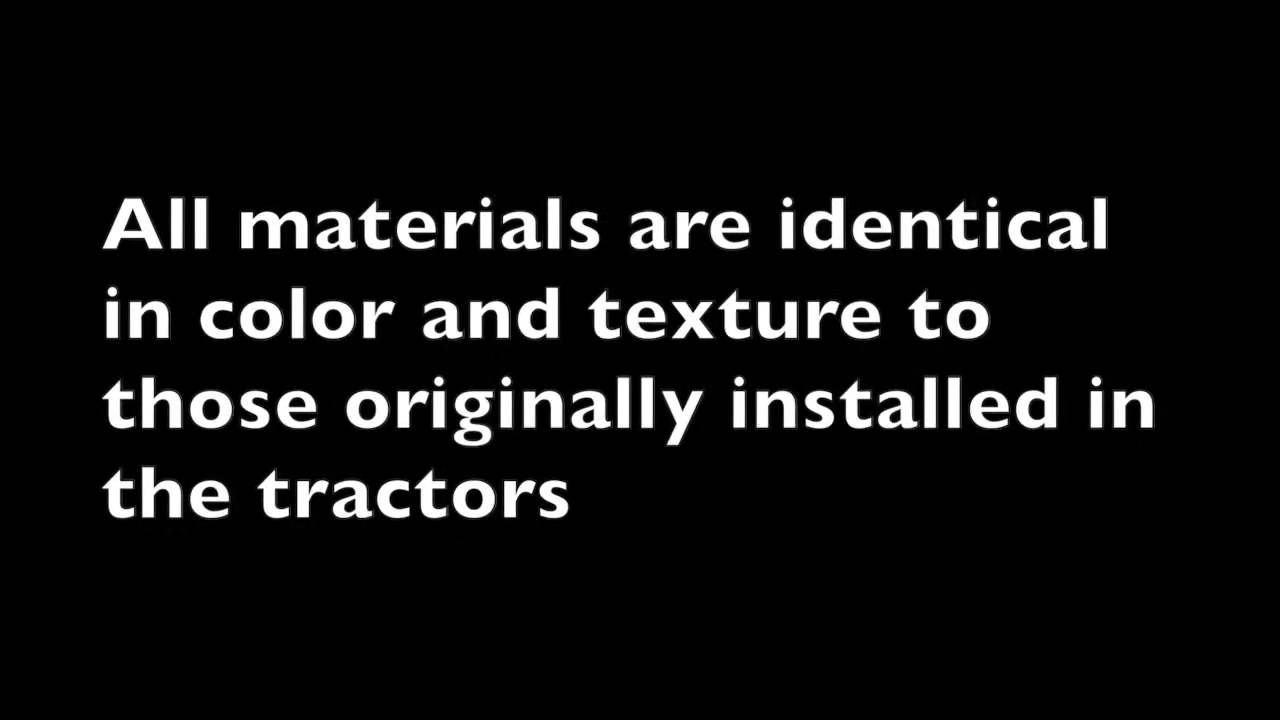 All materials are identical
in color and texture to
those originally installed in
the tractors